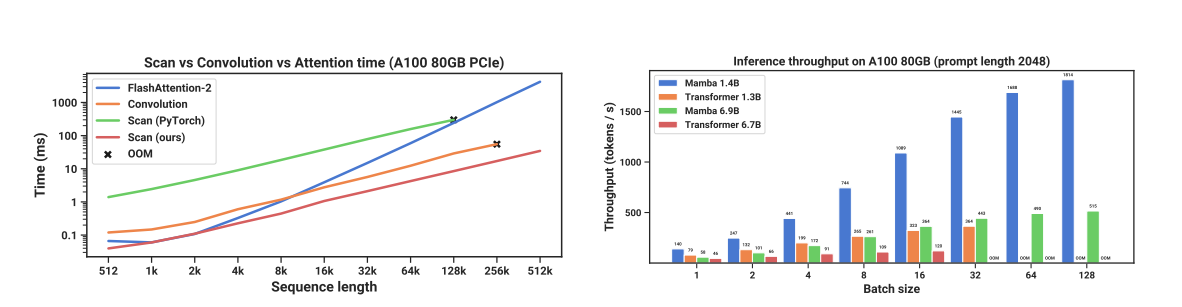 Scan vs Convolution vs Attention time (A100 80GB PCIe)
FlashAttention-2
Convolution
Scan (PyTorch)
Scan (ours)
OOM
Time (ms)
1000
100
10
1
0.1
512 1k 2k 4k 8k 16k 32k 64k 128k 256k 512k
Sequence length
Inference throughput on A100 80GB (prompt length 2048)
Mamba 1.4B
Transformer 1.3B
Mamba 6.9B
Transformer 6.7B
Throughput (tokens / s)
1500
1000
500
140 79 58 46
247 132 101 66
441 199 172 91
744 265 261 109
1089 323 364 120
1445 364 443 OOM
1688 OOM 490 OOM
1814 OOM 515 OOM
1 2 4 8 16 32 64 128
Batch size